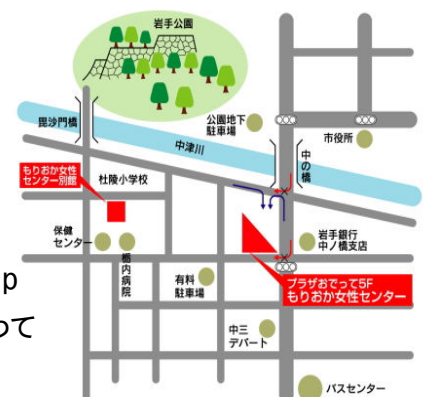 岩手公園
毘沙門橋
公園地下
駐車場
市役所
中津川
中の橋
もりおか女性
センター別館
杜陵小学校
保健
センター
栃内病院
岩手銀行
中ノ橋支店
p
って
有料
駐車場
プラザおでって5F
もりおか女性センター
中三
デパート
バスセンター